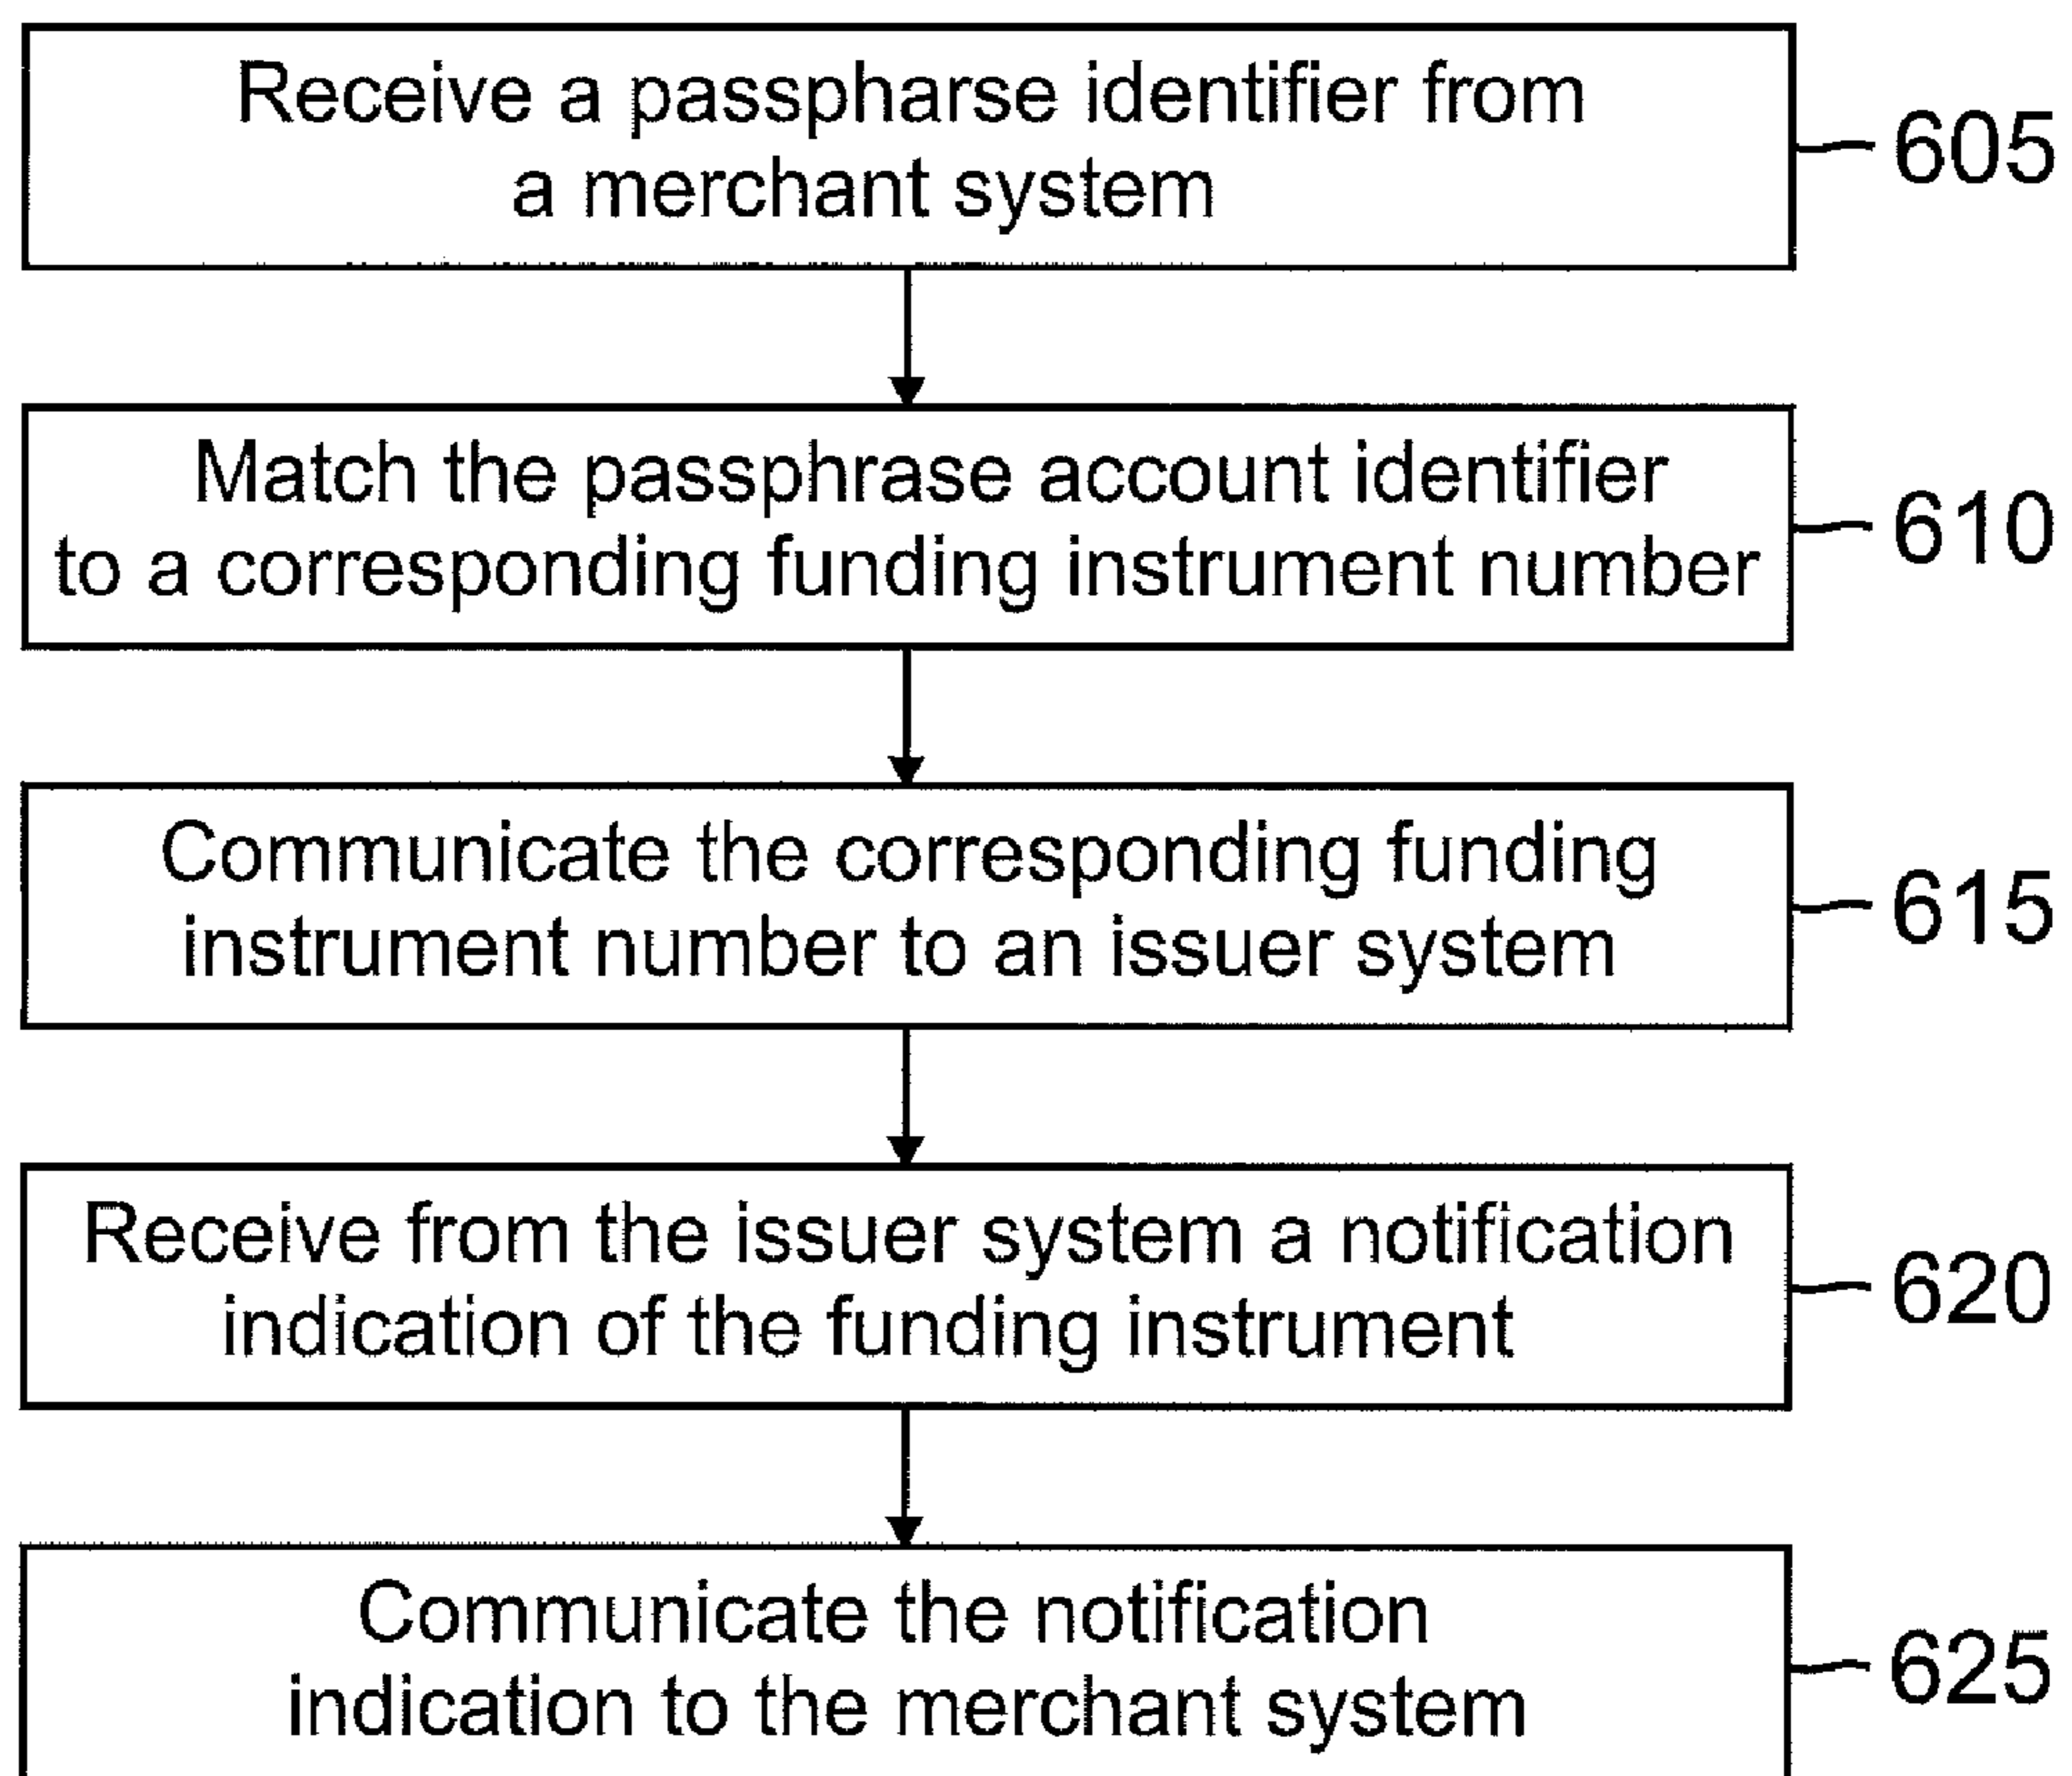 Receive a passpharse identifier from
a merchant system
605
Match the passphrase account identifier
to a corresponding funding instrument number
610
Communicate the corresponding funding
instrument number to an issuer system
615
Receive from the issuer system a notification
indication of the funding instrument
620
Communicate the notification
indication to the merchant system
625